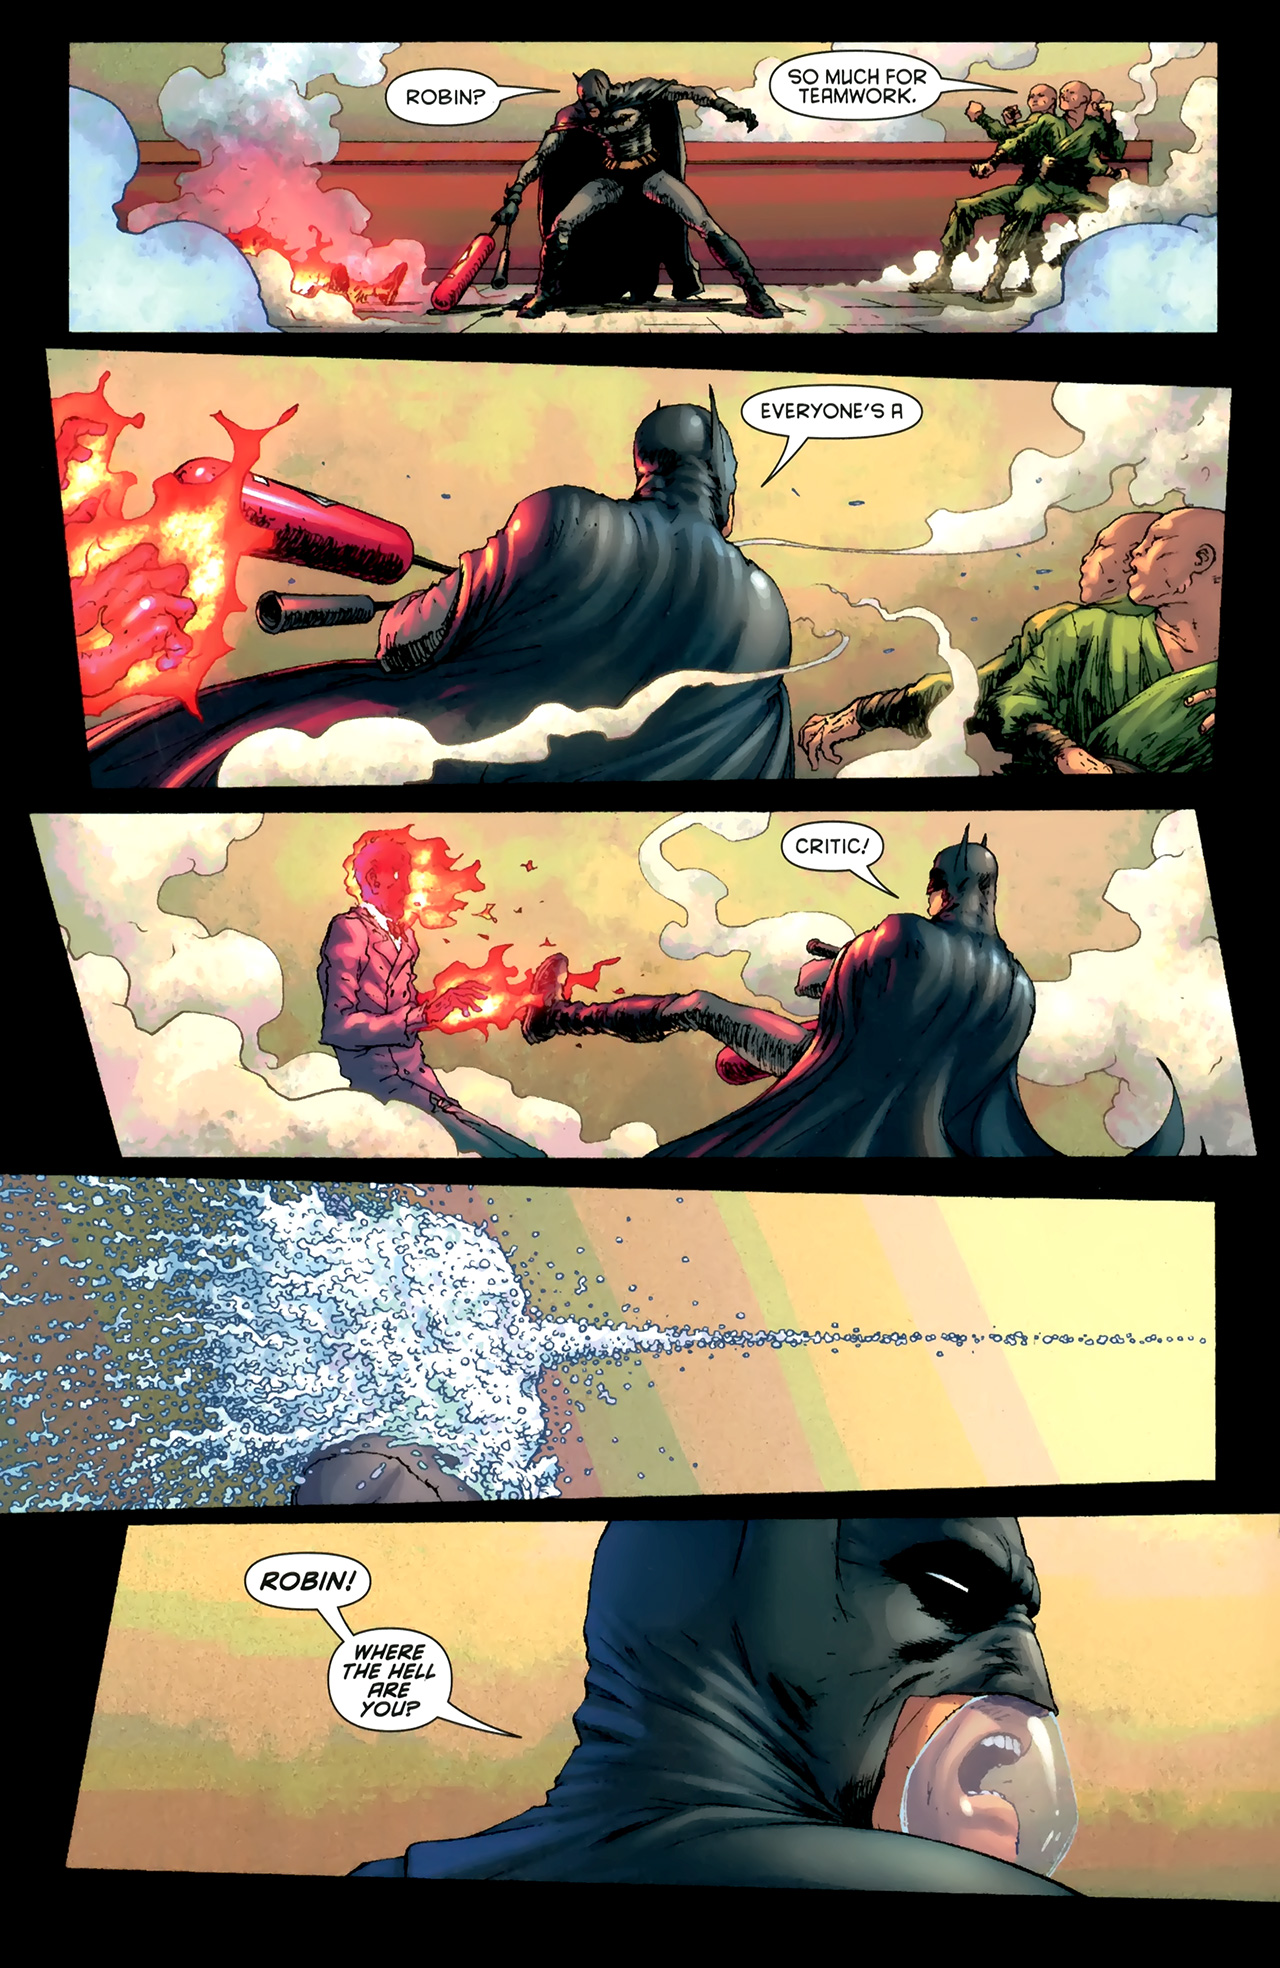 ROBIN?
SO MUCH FOR
TEAMWORK.
EVERYONE'S A
CRITIC!
ROBIN!
WHERE
THE HELL
ARE
YOU?